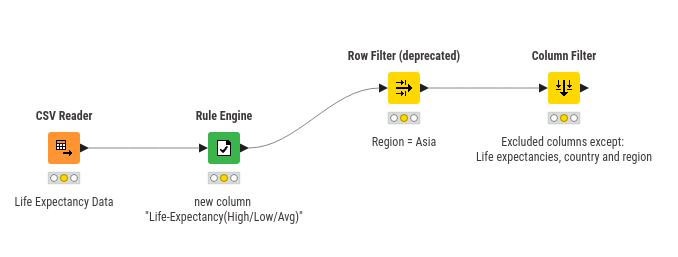 Row Filter (deprecated)
Column Filter
CSV Reader
Rule Engine
Region = Asia
Excluded columns except:
Life expectancies, country and region
Life Expectancy Data
new column
"Life-Expectancy(High/Low/Avg)"